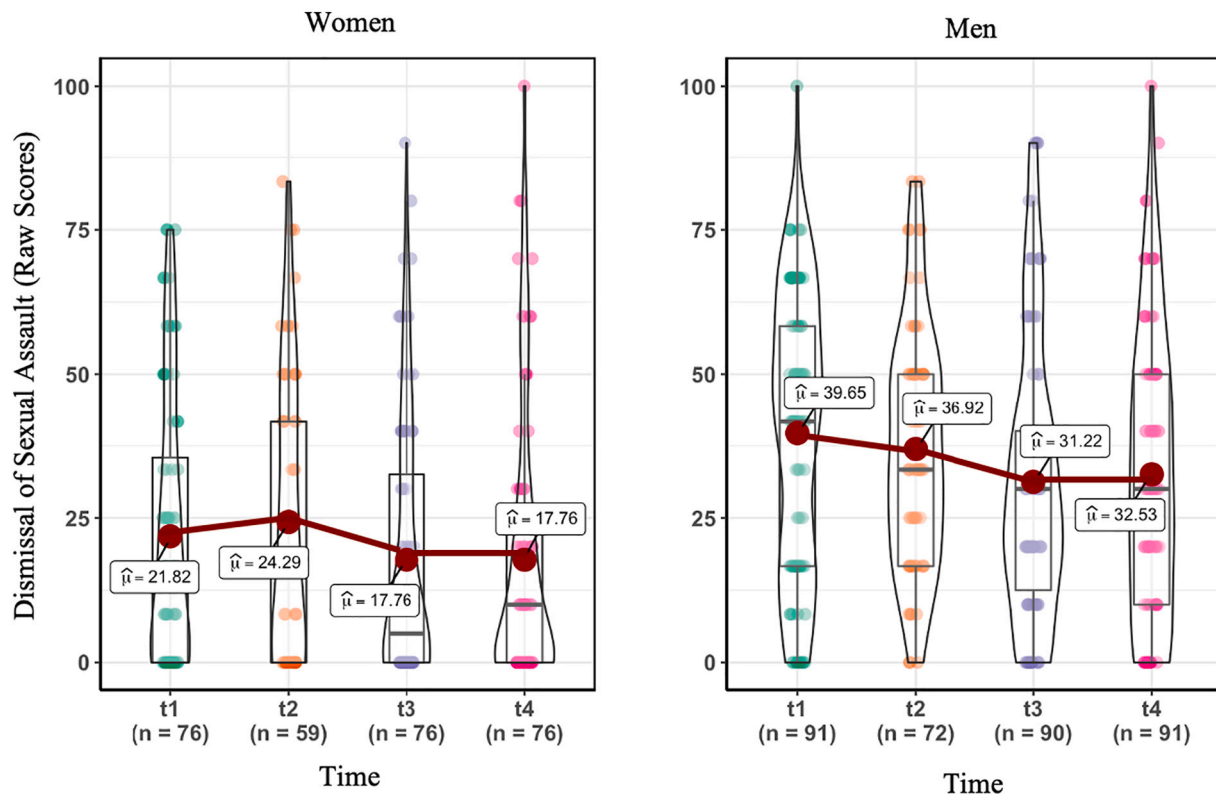 Women
Dismissal of Sexual Assault (Raw Scores)
100
75
50
25
0
μ̂ = 21.82
μ̂ = 24.29
μ̂ = 17.76
μ̂ = 17.76
t1
(n = 76)
t2
(n = 59)
t3
(n = 76)
t4
(n = 76)
Time
Men
100
75
50
25
0
μ̂ = 39.65
μ̂ = 36.92
μ̂ = 31.22
μ̂ = 32.53
t1
(n = 91)
t2
(n = 72)
t3
(n = 90)
t4
(n = 91)
Time